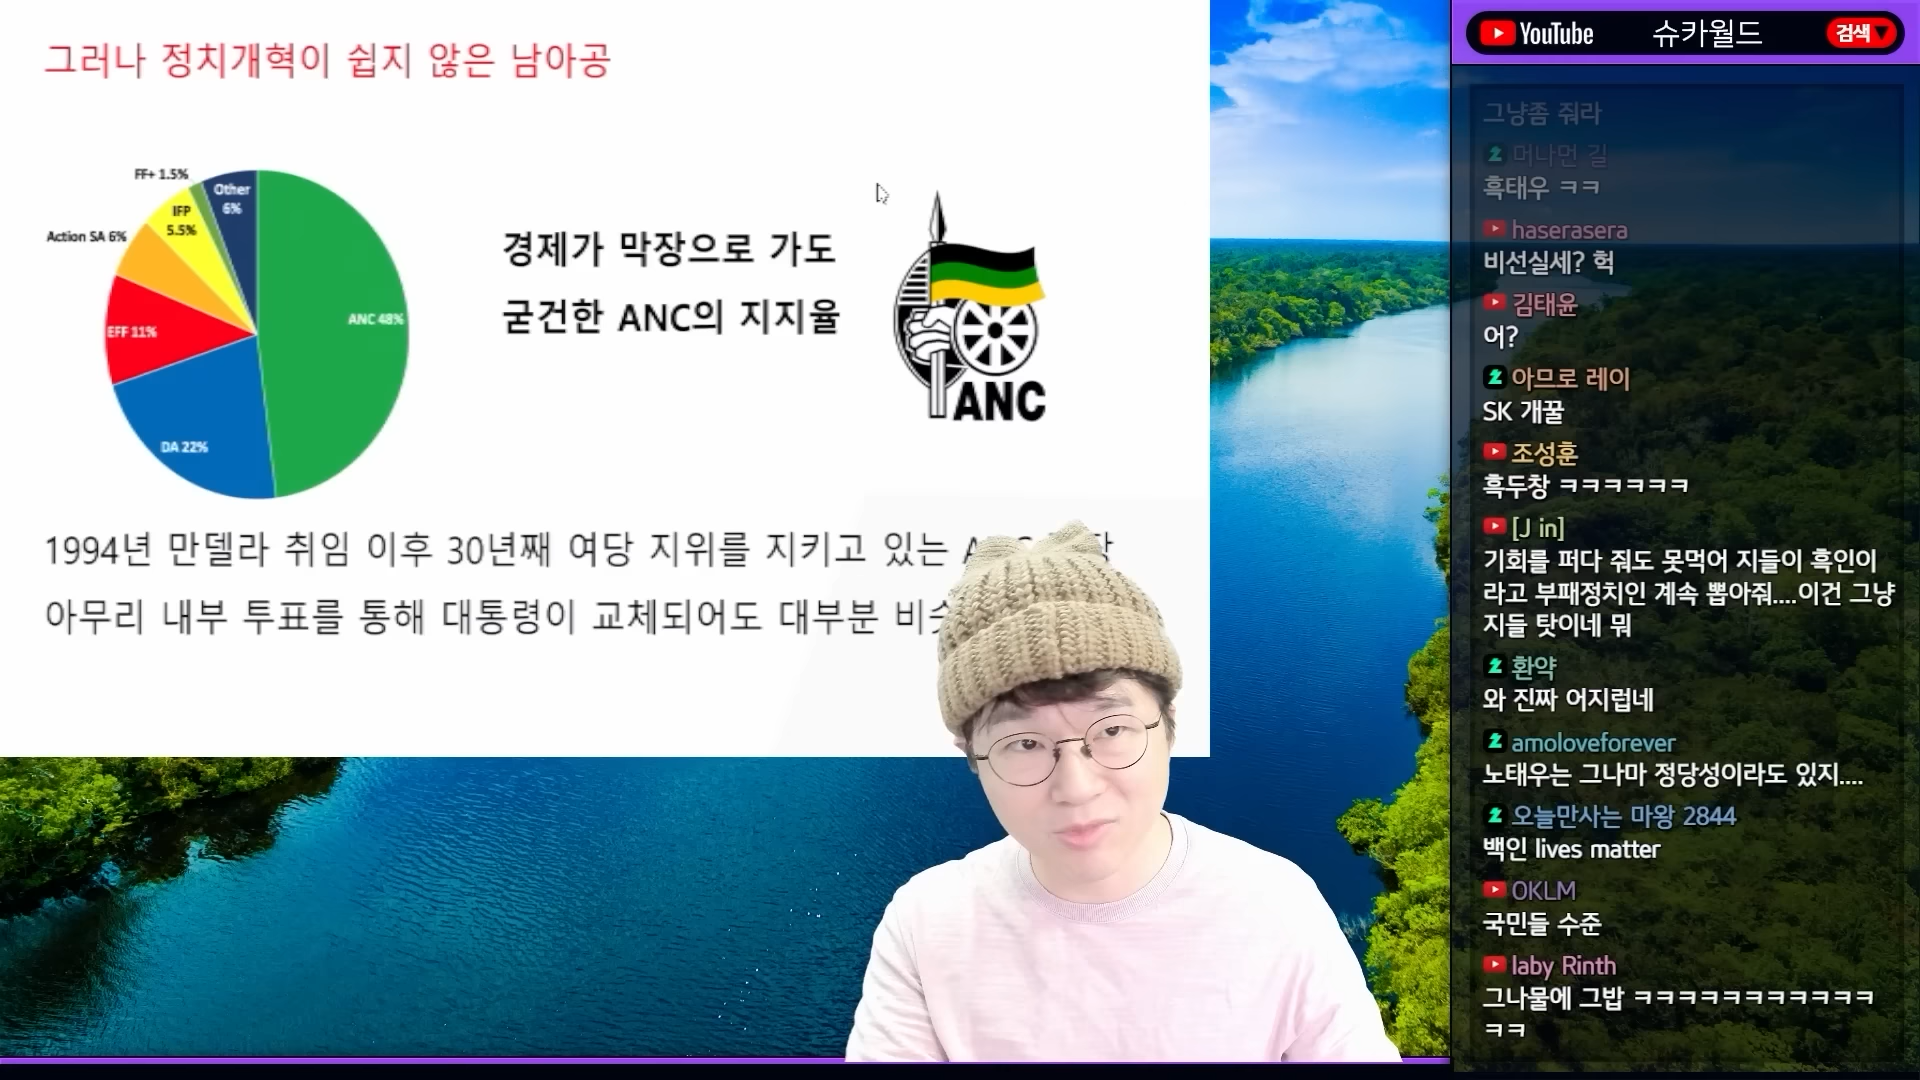 그러나 정치개혁이 쉽지 않은 남아공
FF+ 1.5%
Other
6%
IFP
5.5%
Action SA 6%
ANC 48%
EFF 11%
DA 22%
경제가 막장으로 가도
굳건한 ANC의 지지율
ANC
1994년 만델라 취임 이후 30년째 여당 지위를 지키고 있는
아무리 내부 투표를 통해 대통령이 교체되어도 대부분
YouTube 슈카월드 검색
그냥좀 줘라
머나먼 길
흑태우 ㅋㅋ
haserasera
비선실세? 헉
김태윤
어?
아므로 레이
SK 개꿀
조성훈
흑두창 ㅋㅋㅋㅋㅋㅋ
[J in]
기회를 퍼다 줘도 못먹어 지들이 흑인이
라고 부패정치인 계속 뽑아줘....이건 그냥
지들 탓이네 뭐
환약
와 진짜 어지럽네
amoloveforever
노태우는 그나마 정당성이라도 있지....
오늘만사는 마왕 2844
백인 lives matter
OKLM
국민들 수준
laby Rinth
그나물에 그밥 ㅋㅋㅋㅋㅋㅋㅋㅋㅋㅋㅋ
ㅋㅋ